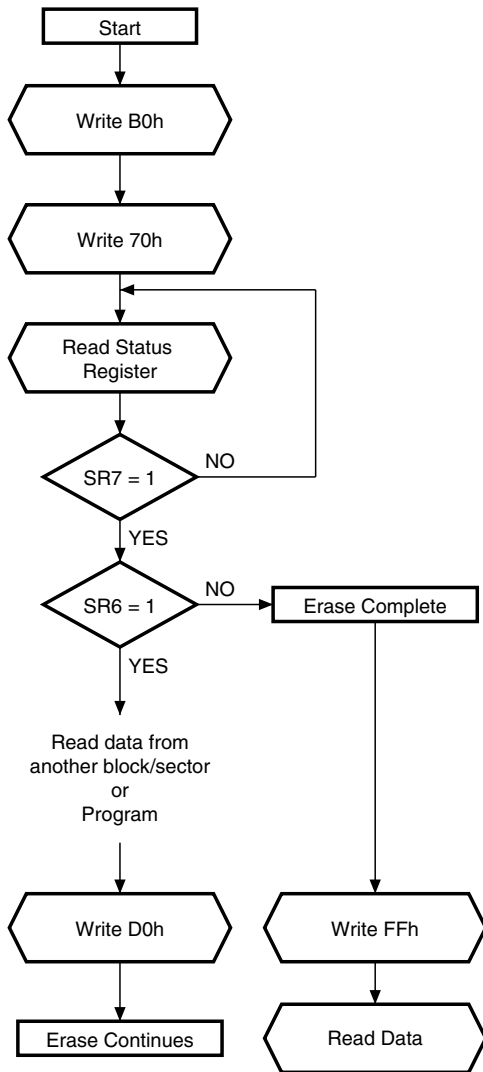 Start
Write B0h
Write 70h
Read Status
Register
SR7 = 1
NO
YES
SR6 = 1
NO
Erase Complete
YES
Read data from
another block/sector
or
Program
Write D0h
Write FFh
Erase Continues
Read Data